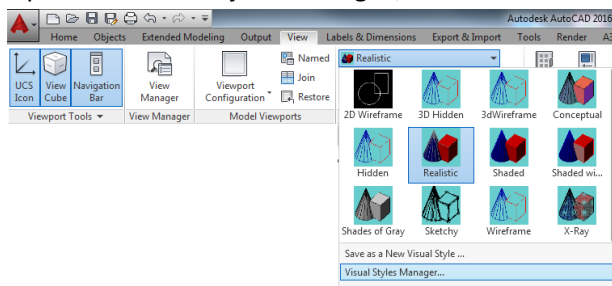 Autodesk AutoCAD 2016
Home Objects Extended Modeling Output View Labels & Dimensions Export & Import Tools Render
UCS Icon
View Cube
Navigation Bar
View Manager
Viewport Configuration
Named
Join
Restore
Realistic
Viewport Tools
View Manager
Model Viewports
2D Wireframe 3D Hidden 3dWireframe Conceptual
Hidden Realistic Shaded Shaded wi...
Shades of Gray Sketchy Wireframe X-Ray
Save as a New Visual Style ...
Visual Styles Manager...